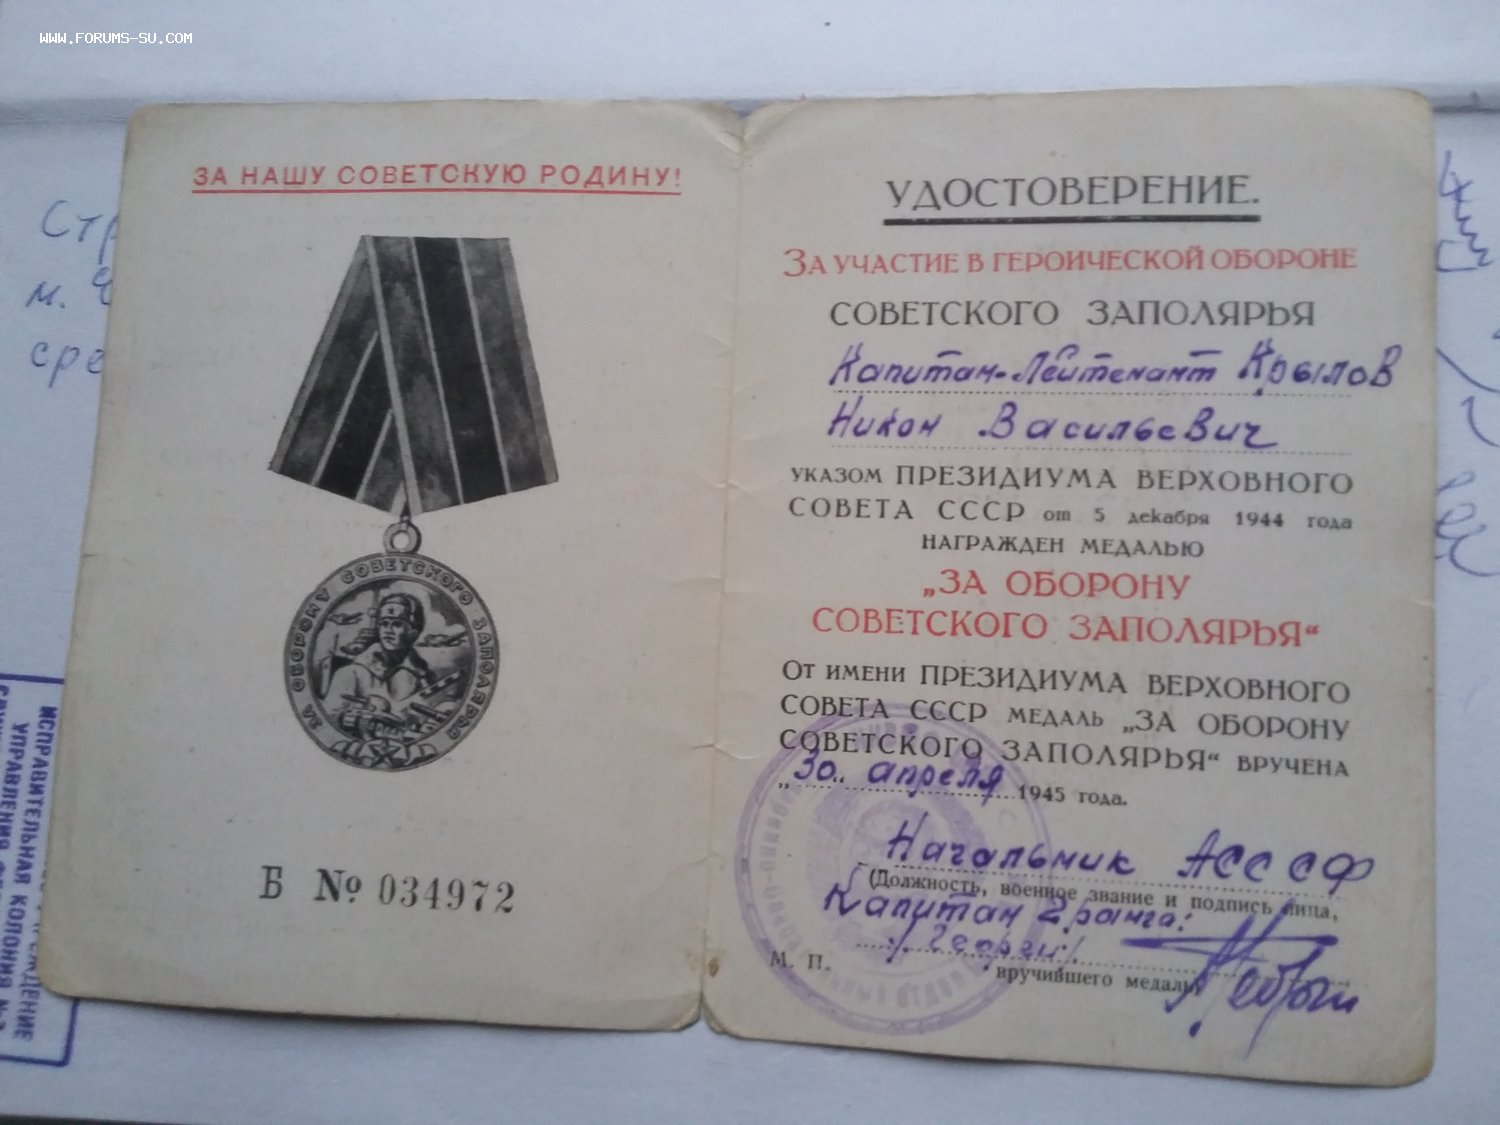 WWW.FORUMS-SU.COM
ЗА НАШУ СОВЕТСКУЮ РОДИНУ!
ЗА ОБОРОНУ СОВЕТСКОГО ЗАПОЛЯРЬЯ
Б № 034972
УДОСТОВЕРЕНИЕ.
ЗА УЧАСТИЕ В ГЕРОИЧЕСКОЙ ОБОРОНЕ
СОВЕТСКОГО ЗАПОЛЯРЬЯ
Капитан-Лейтенант Крылов
Никон Васильевич
УКАЗОМ ПРЕЗИДИУМА ВЕРХОВНОГО
СОВЕТА СССР от 5 декабря 1944 года
НАГРАЖДЕН МЕДАЛЬЮ
„ЗА ОБОРОНУ
СОВЕТСКОГО ЗАПОЛЯРЬЯ“
ОТ ИМЕНИ ПРЕЗИДИУМА ВЕРХОВНОГО
СОВЕТА СССР МЕДАЛЬ „ЗА ОБОРОНУ
СОВЕТСКОГО ЗАПОЛЯРЬЯ“ ВРУЧЕНА
„30“ апреля 1945 года.
Начальник АСС СФ
(Должность, военное звание и подпись лица,
Капитан 2 ранга:
М. П.
вручившего медаль)
ИСПРАВИТЕЛЬНАЯ КОЛОНИЯ
УПРАВЛЕНИЯ